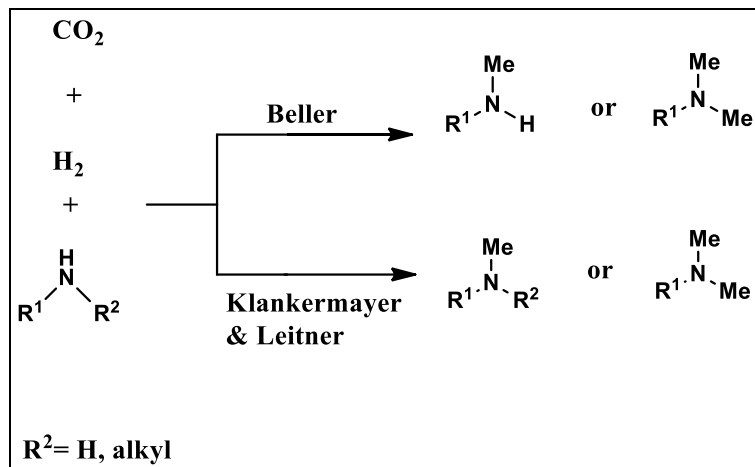 CO2
+
H2
+
H
N
R1 R2
Beller
Me
N
R1 H
or
Me
N
R1 Me
Klankermayer
& Leitner
Me
N
R1 R2
or
Me
N
R1 Me
R2= H, alkyl